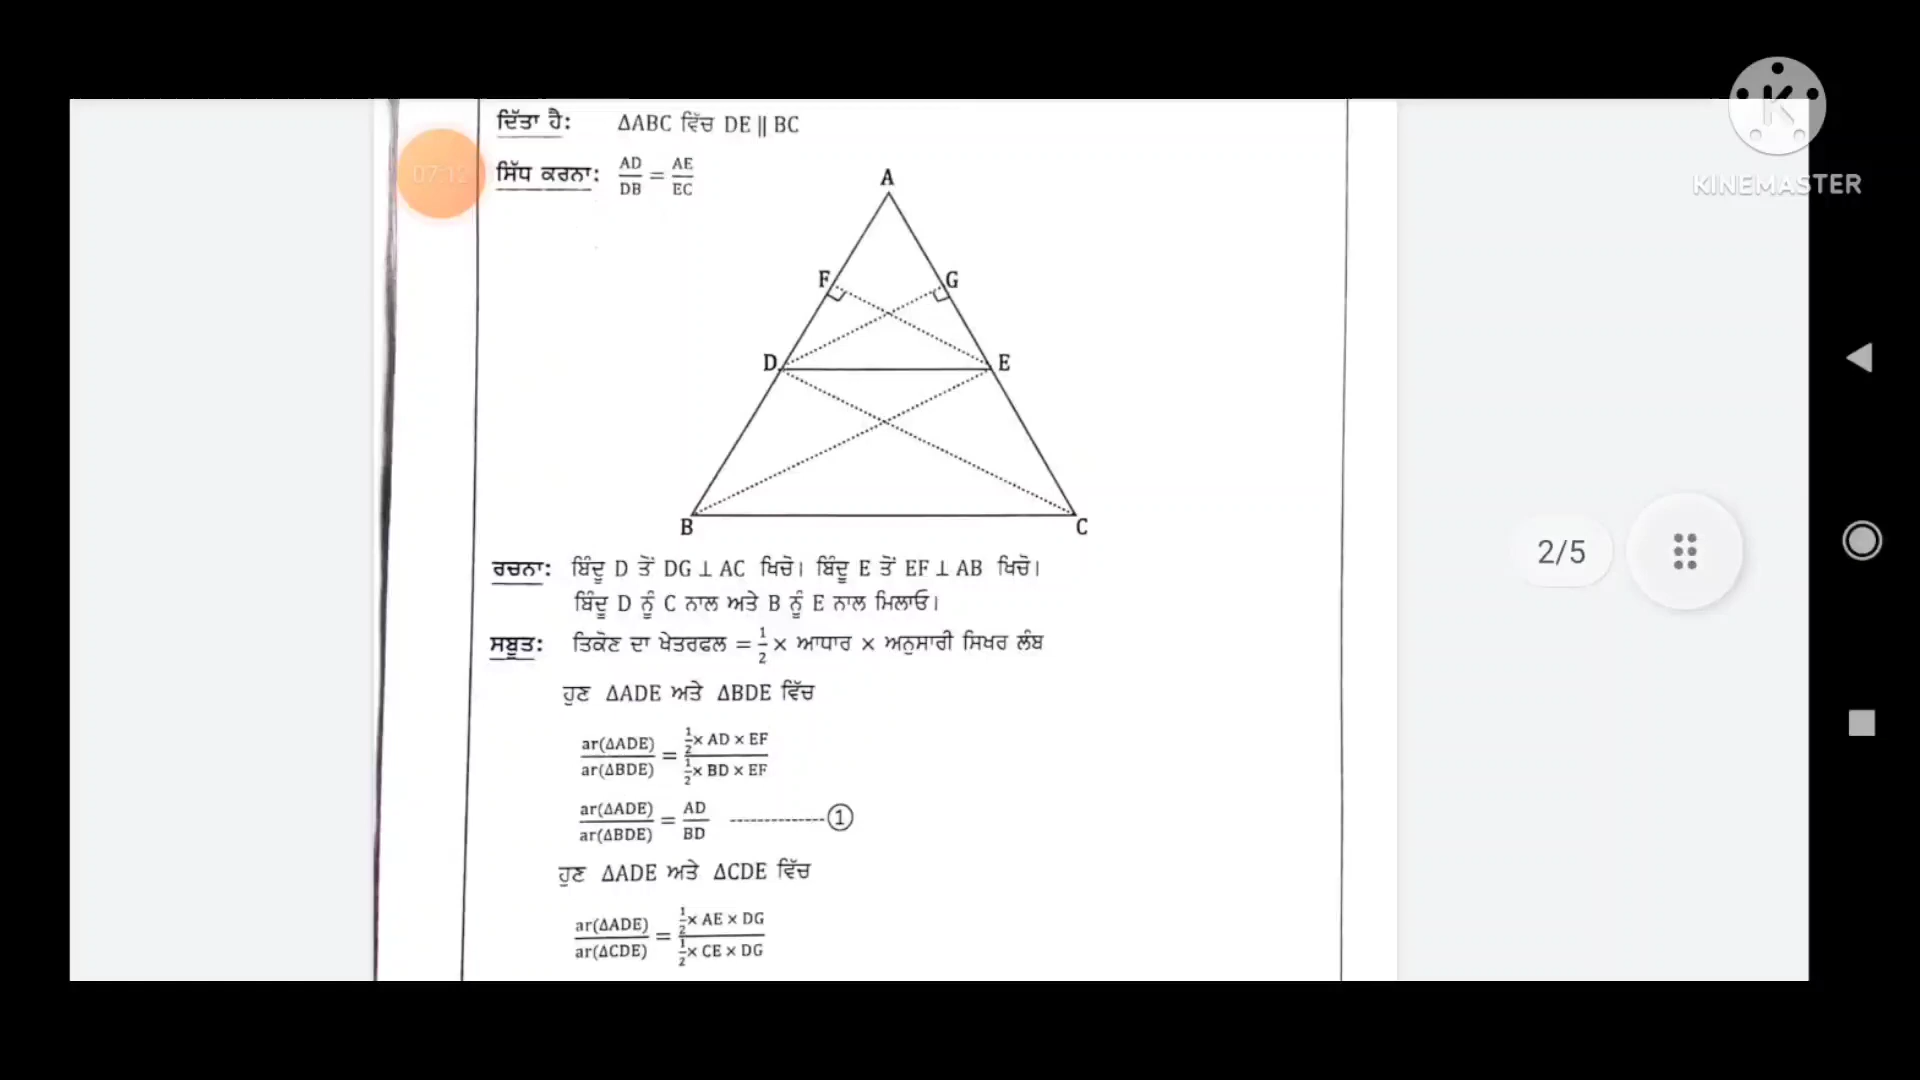 ਦਿੱਤਾ ਹੈ: ΔABC ਵਿੱਚ DE || BC
ਸਿੱਧ ਕਰਨਾ: AD/DB = AE/EC
07:12
KINEMASTER
A
F G
D E
B C
2/5
ਰਚਨਾ: ਬਿੰਦੂ D ਤੋਂ DG ⊥ AC ਖਿਚੋ। ਬਿੰਦੂ E ਤੋਂ EF ⊥ AB ਖਿਚੋ।
ਬਿੰਦੂ D ਨੂੰ C ਨਾਲ ਅਤੇ B ਨੂੰ E ਨਾਲ ਮਿਲਾਓ।
ਸਬੂਤ: ਤਿਕੋਣ ਦਾ ਖੇਤਰਫਲ = 1/2 × ਆਧਾਰ × ਅਨੁਸਾਰੀ ਸਿਖਰ ਲੰਬ
ਹੁਣ ΔADE ਅਤੇ ΔBDE ਵਿੱਚ
ar(ΔADE)/ar(ΔBDE) = 1/2 × AD × EF / 1/2 × BD × EF
ar(ΔADE)/ar(ΔBDE) = AD/BD --------------①
ਹੁਣ ΔADE ਅਤੇ ΔCDE ਵਿੱਚ
ar(ΔADE)/ar(ΔCDE) = 1/2 × AE × DG / 1/2 × CE × DG